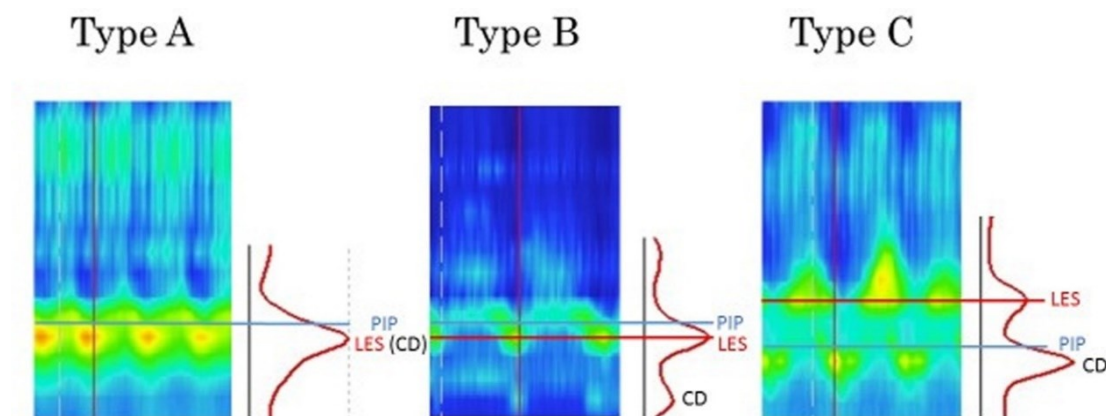 Type A
Type B
Type C
PIP
LES (CD)
PIP
LES
CD
LES
PIP
CD